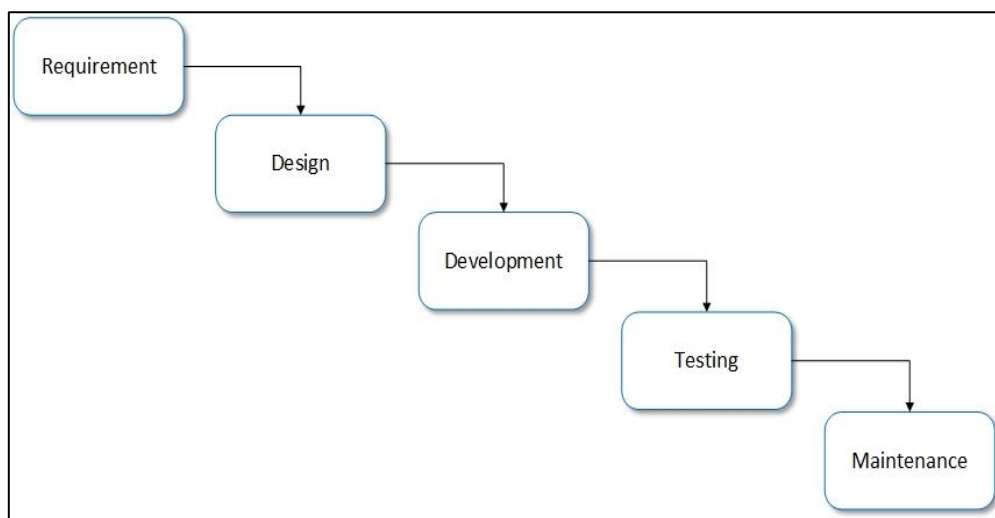 Requirement
Design
Development
Testing
Maintenance